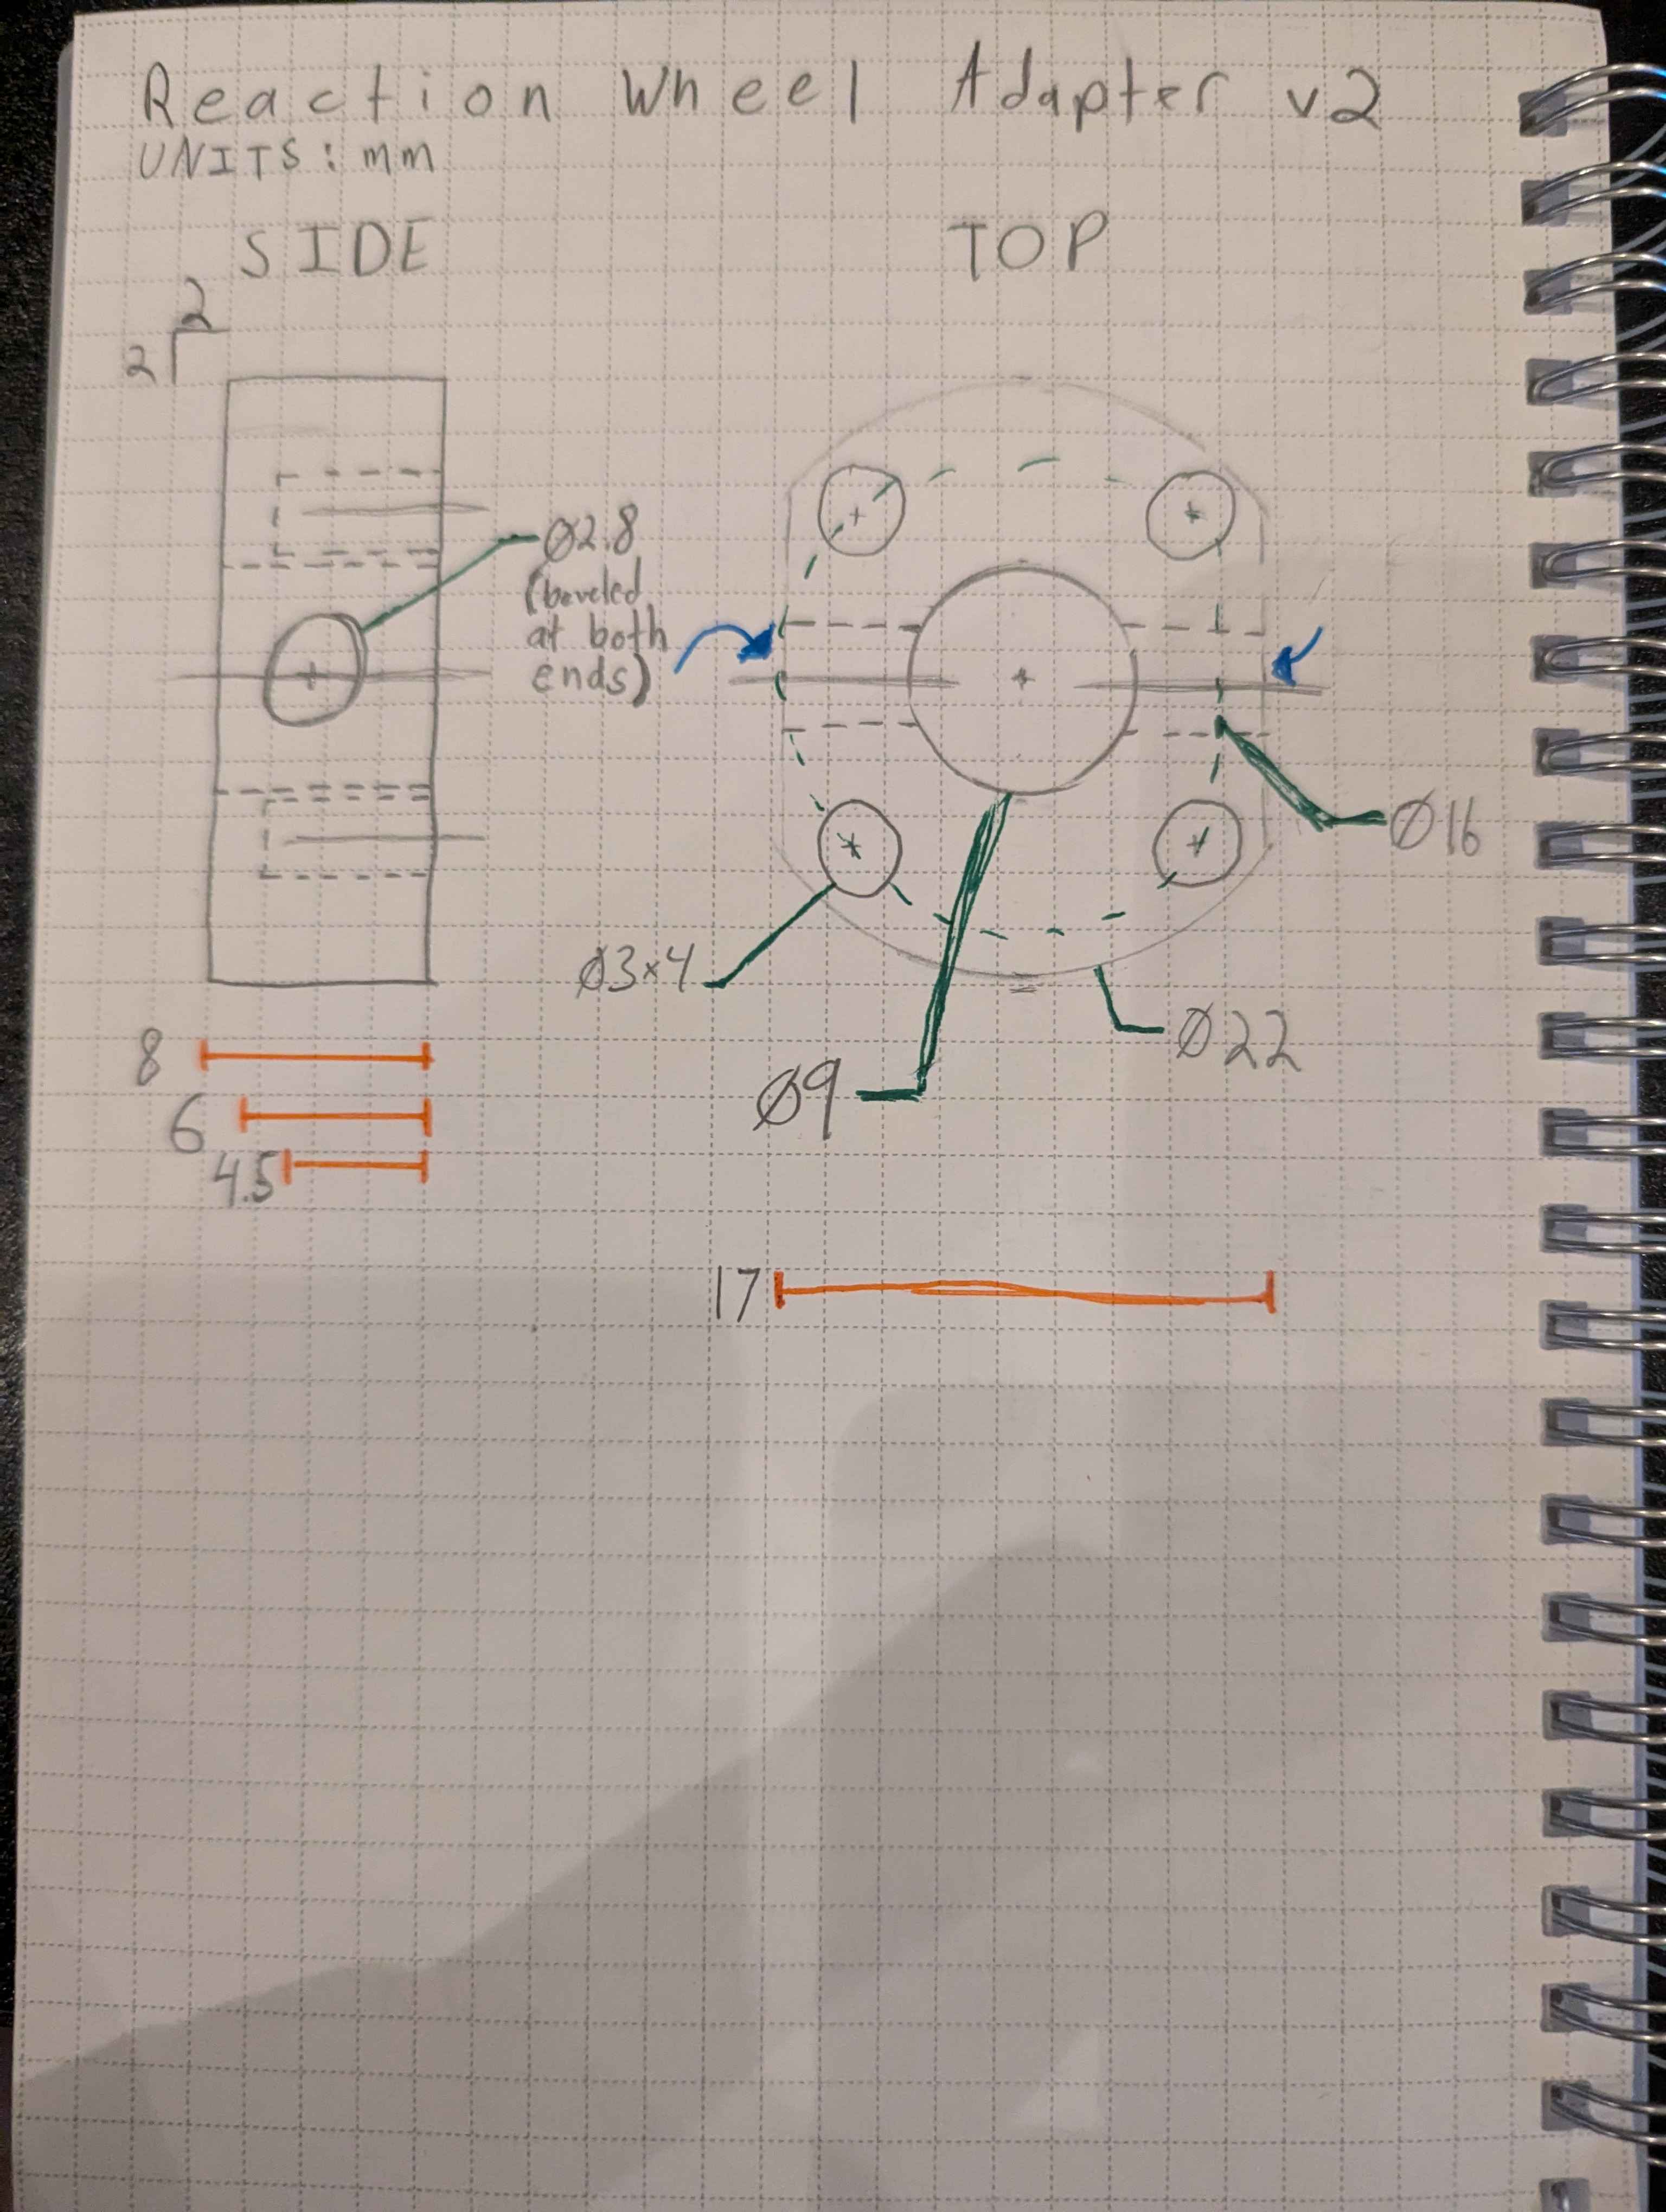 Reaction Wheel Adapter v2
UNITS: mm
SIDE
TOP
2
2
Ø2.8
(beveled
at both
ends)
Ø16
Ø3×4
Ø22
Ø9
8
6
4.5
17